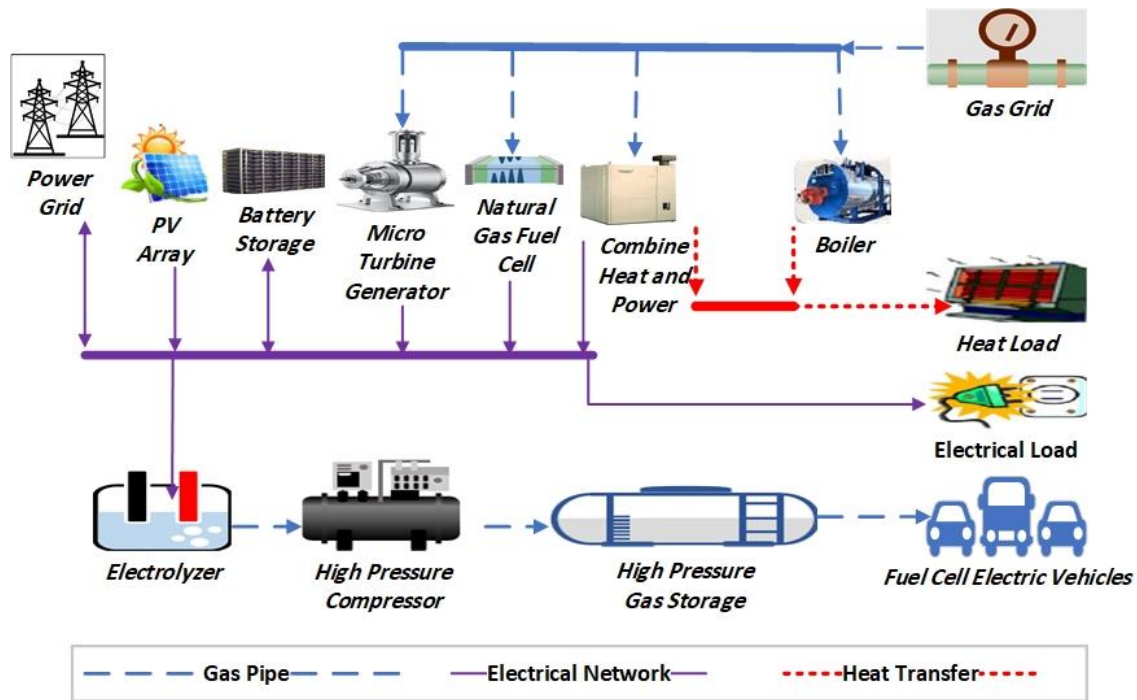 Gas Grid
Power
Grid
PV
Array
Battery
Storage
Micro
Turbine
Generator
Natural
Gas Fuel
Cell
Combine
Heat and
Power
Boiler
Heat Load
Electrical Load
Electrolyzer
High Pressure
Compressor
High Pressure
Gas Storage
Fuel Cell Electric Vehicles
Gas Pipe
Electrical Network
Heat Transfer